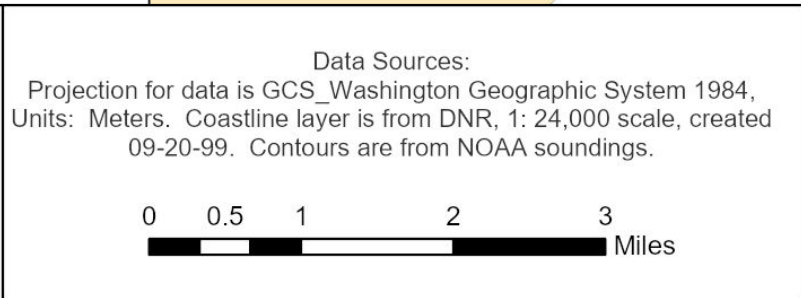 Data Sources:
Projection for data is GCS_Washington Geographic System 1984,
Units:  Meters.  Coastline layer is from DNR, 1: 24,000 scale, created
09-20-99.  Contours are from NOAA soundings.
0 0.5 1 2 3
Miles